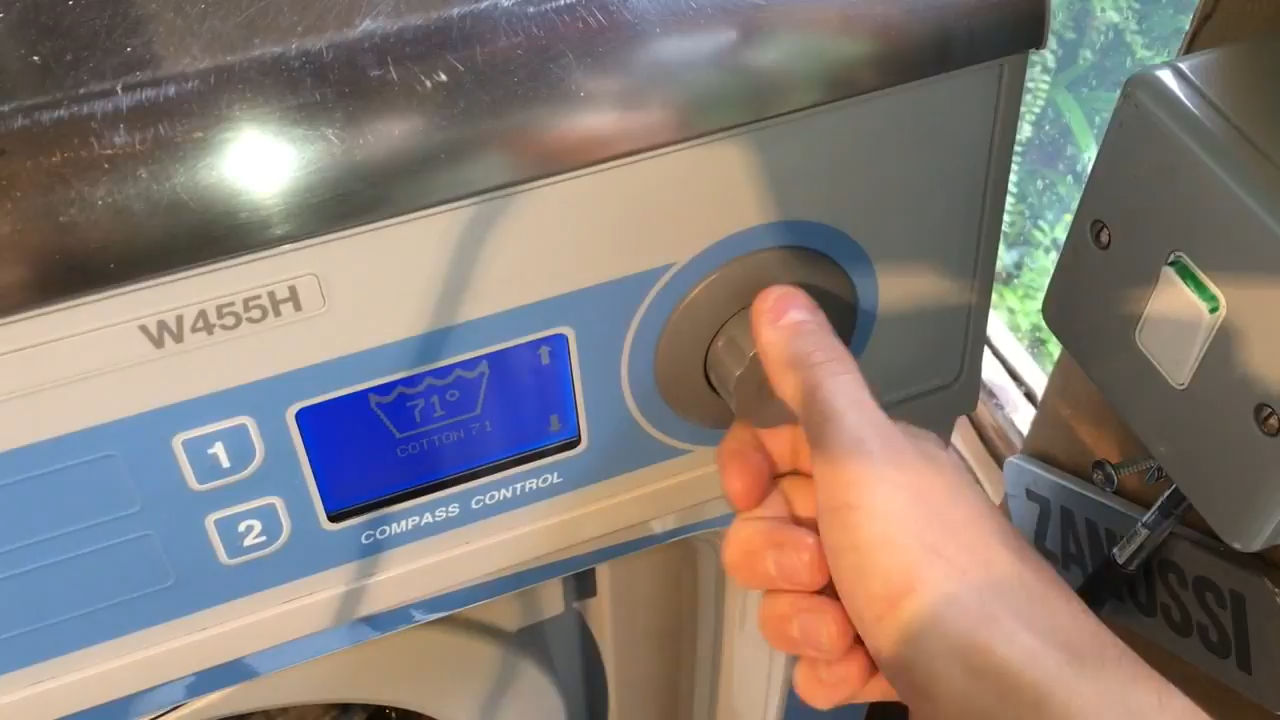 W455H
71°
COTTON 71
1
2
COMPASS CONTROL
ZANUSSI